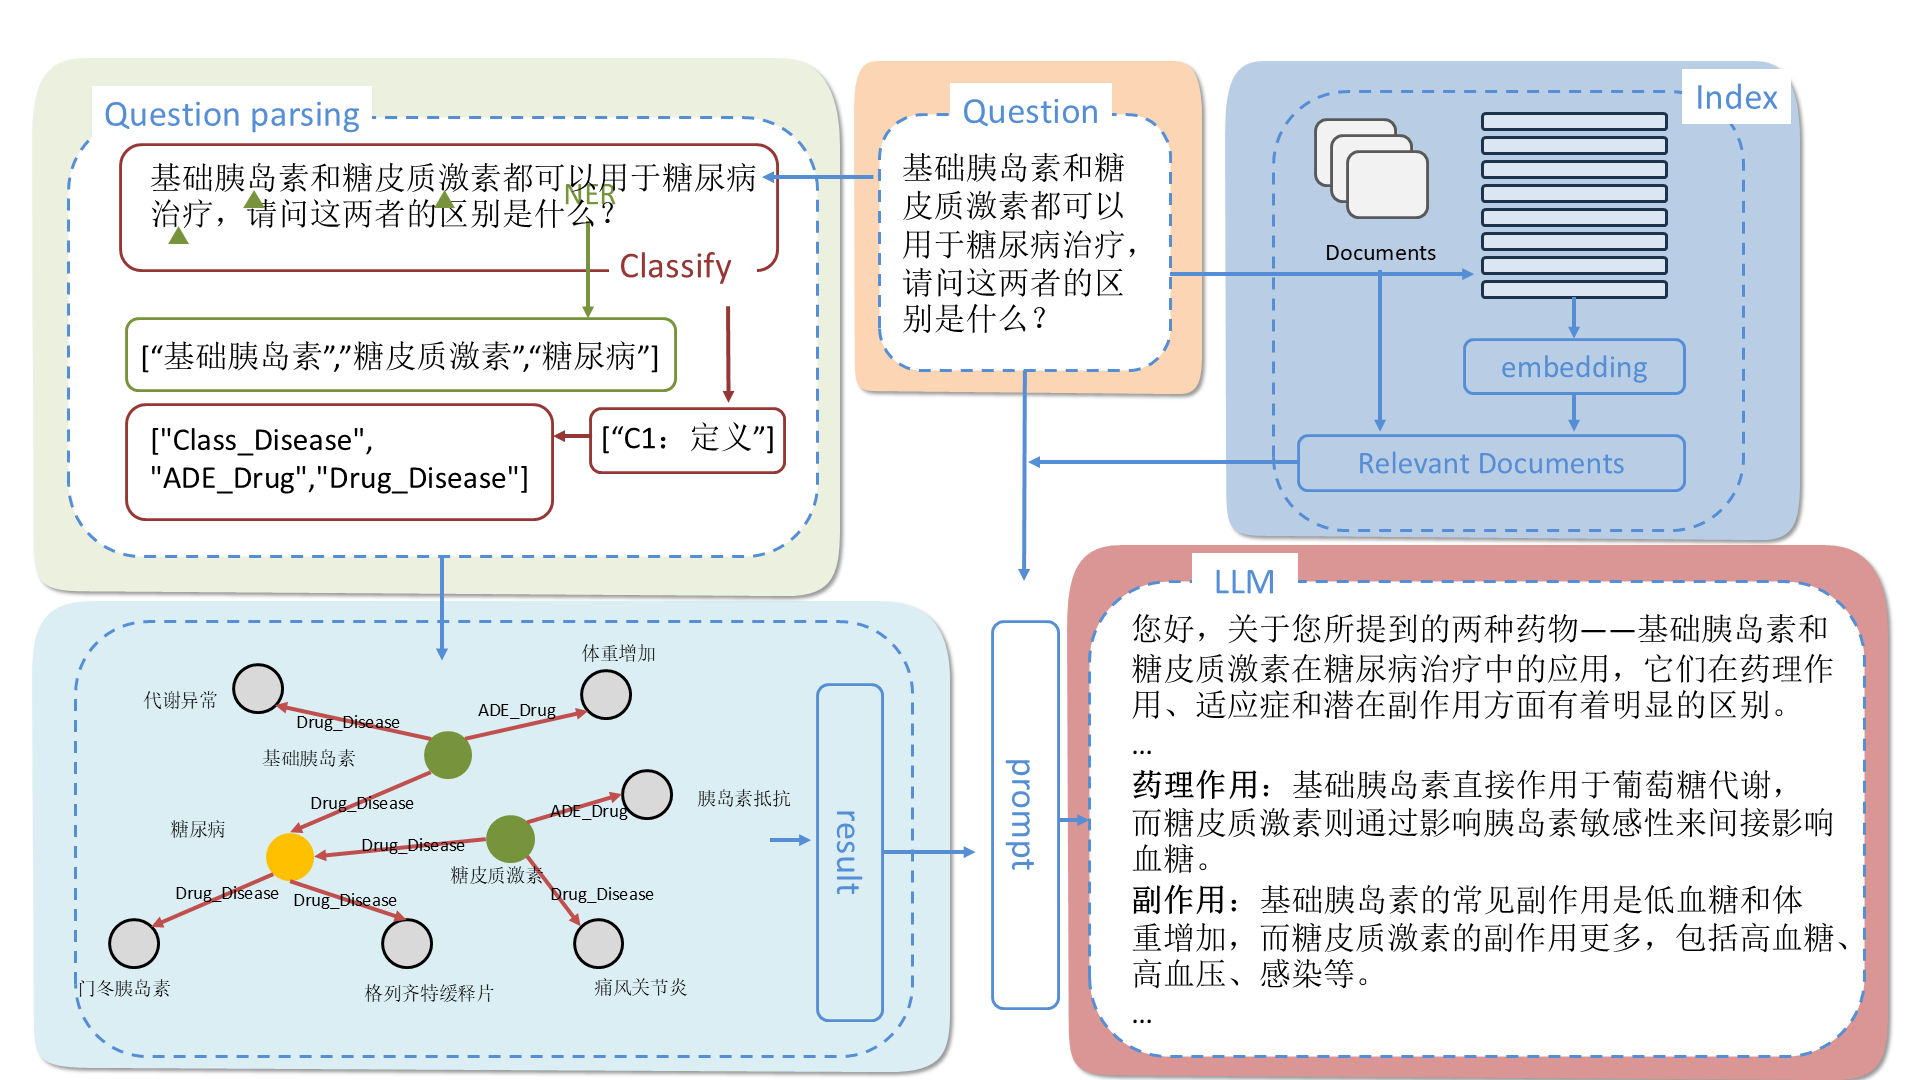 Question parsing
基础胰岛素和糖皮质激素都可以用于糖尿病
治疗，请问这两者的区别是什么？
NER
Classify
[“基础胰岛素”,”糖皮质激素”,“糖尿病”]
["Class_Disease",
"ADE_Drug","Drug_Disease"]
[“C1：定义”]
Question
基础胰岛素和糖
皮质激素都可以
用于糖尿病治疗，
请问这两者的区
别是什么？
Index
Documents
embedding
Relevant Documents
体重增加
代谢异常
Drug_Disease
ADE_Drug
基础胰岛素
Drug_Disease
ADE_Drug
胰岛素抵抗
糖尿病
Drug_Disease
糖皮质激素
Drug_Disease
Drug_Disease
Drug_Disease
门冬胰岛素
格列齐特缓释片
痛风关节炎
result
prompt
LLM
您好，关于您所提到的两种药物——基础胰岛素和
糖皮质激素在糖尿病治疗中的应用，它们在药理作
用、适应症和潜在副作用方面有着明显的区别。
...
药理作用：基础胰岛素直接作用于葡萄糖代谢，
而糖皮质激素则通过影响胰岛素敏感性来间接影响
血糖。
副作用：基础胰岛素的常见副作用是低血糖和体
重增加，而糖皮质激素的副作用更多，包括高血糖、
高血压、感染等。
...